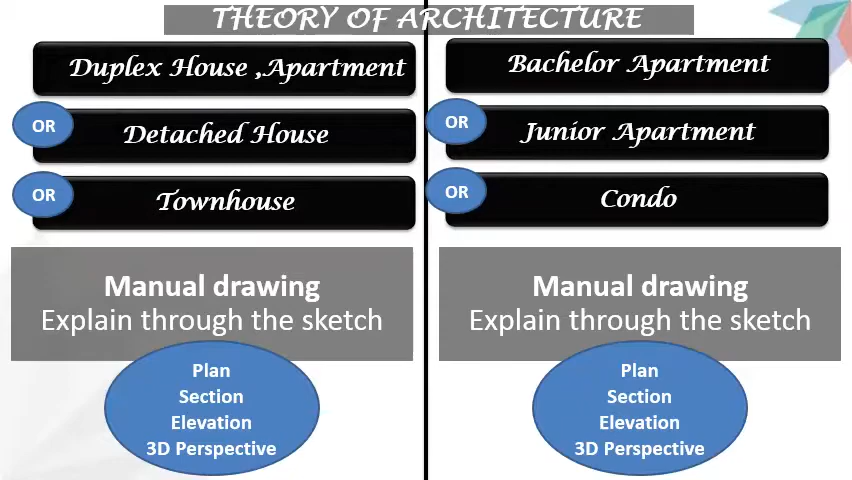 THEORY OF ARCHITECTURE
Duplex House ,Apartment
OR
Detached House
OR
Townhouse
Manual drawing
Explain through the sketch
Plan
Section
Elevation
3D Perspective
Bachelor Apartment
OR
Junior Apartment
OR
Condo
Manual drawing
Explain through the sketch
Plan
Section
Elevation
3D Perspective